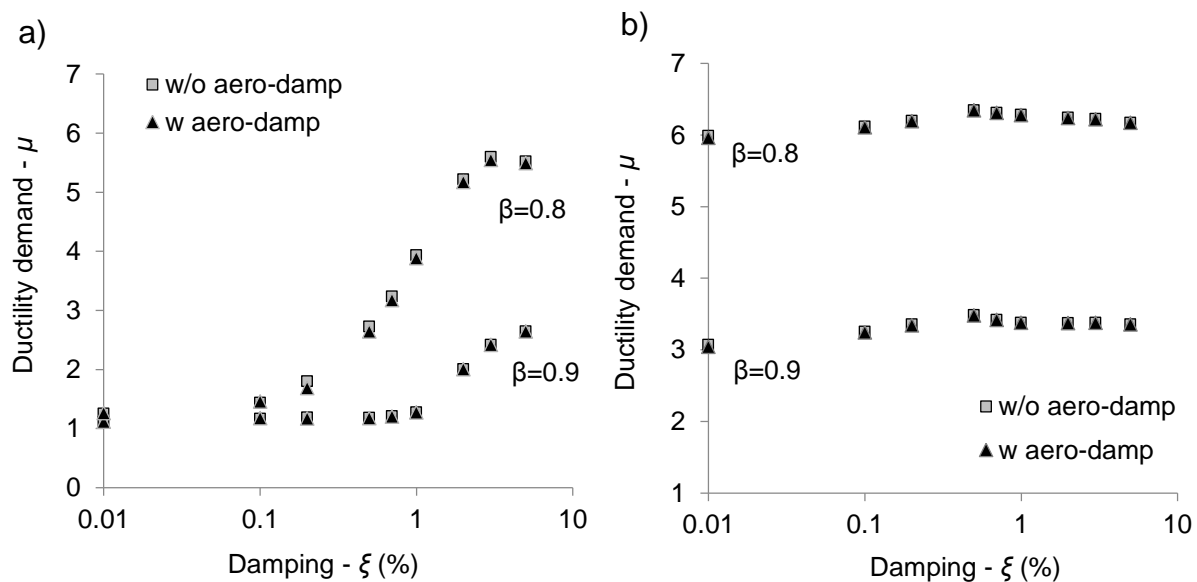 a)
7
6
5
4
3
2
1
0
Ductility demand - μ
w/o aero-damp
w aero-damp
β=0.8
β=0.9
0.01 0.1 1 10
Damping - ξ (%)
b)
7
6
5
4
3
2
1
Ductility demand - μ
β=0.8
β=0.9
w/o aero-damp
w aero-damp
0.01 0.1 1 10
Damping - ξ (%)